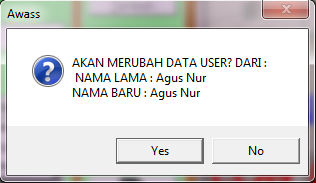 Awass
AKAN MERUBAH DATA USER? DARI :
NAMA LAMA : Agus Nur
NAMA BARU : Agus Nur
Yes
No